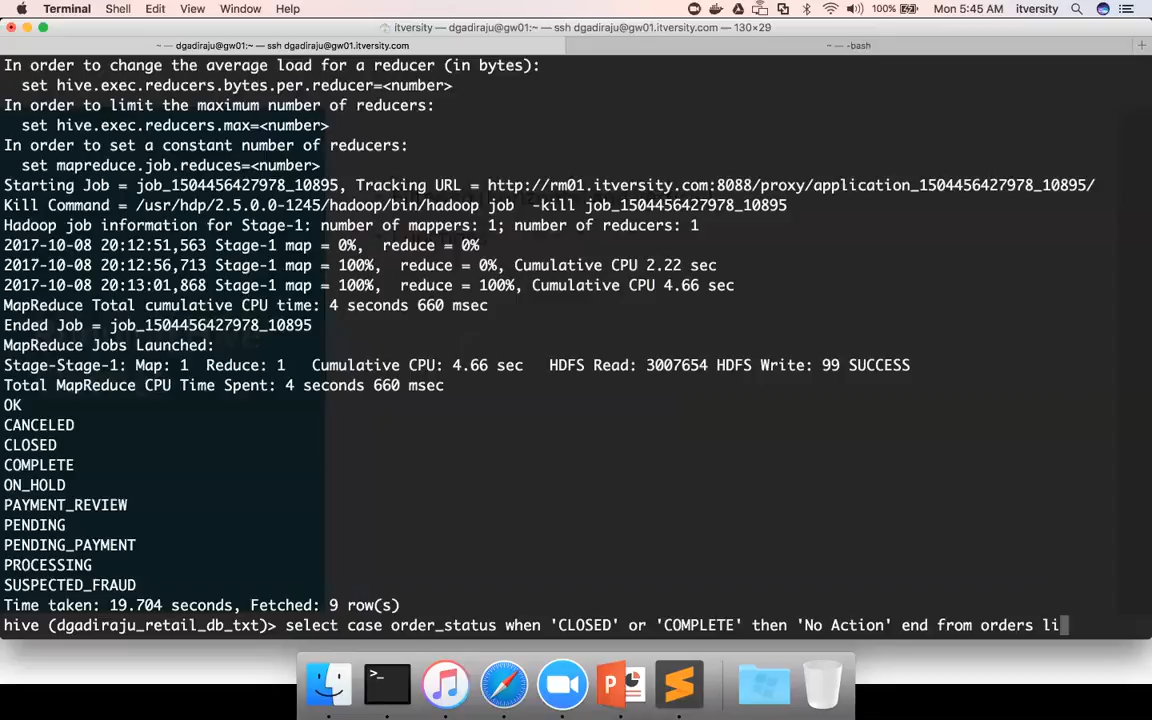 Terminal Shell Edit View Window Help 100% Mon 5:45 AM itversity
itversity — dgadiraju@gw01:~ — ssh dgadiraju@gw01.itversity.com — 130×29
~ — dgadiraju@gw01:~ — ssh dgadiraju@gw01.itversity.com ~ — -bash +
In order to change the average load for a reducer (in bytes):
set hive.exec.reducers.bytes.per.reducer=<number>
In order to limit the maximum number of reducers:
set hive.exec.reducers.max=<number>
In order to set a constant number of reducers:
set mapreduce.job.reduces=<number>
Starting Job = job_1504456427978_10895, Tracking URL = http://rm01.itversity.com:8088/proxy/application_1504456427978_10895/
Kill Command = /usr/hdp/2.5.0.0-1245/hadoop/bin/hadoop job  -kill job_1504456427978_10895
Hadoop job information for Stage-1: number of mappers: 1; number of reducers: 1
2017-10-08 20:12:51,563 Stage-1 map = 0%,  reduce = 0%
2017-10-08 20:12:56,713 Stage-1 map = 100%,  reduce = 0%, Cumulative CPU 2.22 sec
2017-10-08 20:13:01,868 Stage-1 map = 100%,  reduce = 100%, Cumulative CPU 4.66 sec
MapReduce Total cumulative CPU time: 4 seconds 660 msec
Ended Job = job_1504456427978_10895
MapReduce Jobs Launched:
Stage-Stage-1: Map: 1  Reduce: 1   Cumulative CPU: 4.66 sec   HDFS Read: 3007654 HDFS Write: 99 SUCCESS
Total MapReduce CPU Time Spent: 4 seconds 660 msec
OK
CANCELED
CLOSED
COMPLETE
ON_HOLD
PAYMENT_REVIEW
PENDING
PENDING_PAYMENT
PROCESSING
SUSPECTED_FRAUD
Time taken: 19.704 seconds, Fetched: 9 row(s)
hive (dgadiraju_retail_db_txt)> select case order_status when 'CLOSED' or 'COMPLETE' then 'No Action' end from orders li